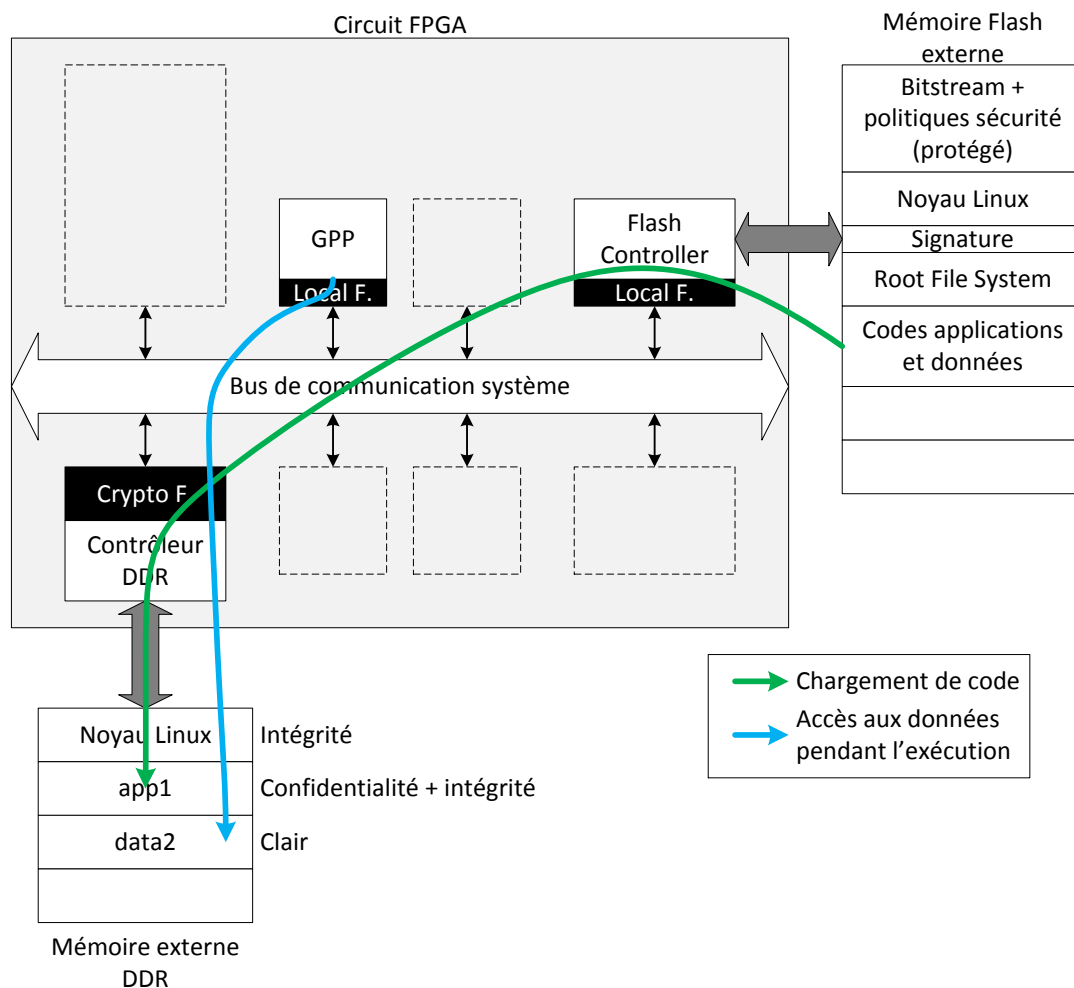 Circuit FPGA
Mémoire Flash
externe
Bitstream +
politiques sécurité
(protégé)
Noyau Linux
Signature
Root File System
Codes applications
et données
GPP
Local F.
Flash
Controller
Local F.
Bus de communication système
Crypto F.
Contrôleur
DDR
Chargement de code
Accès aux données
pendant l'exécution
Noyau Linux
Intégrité
app1
Confidentialité + intégrité
data2
Clair
Mémoire externe
DDR